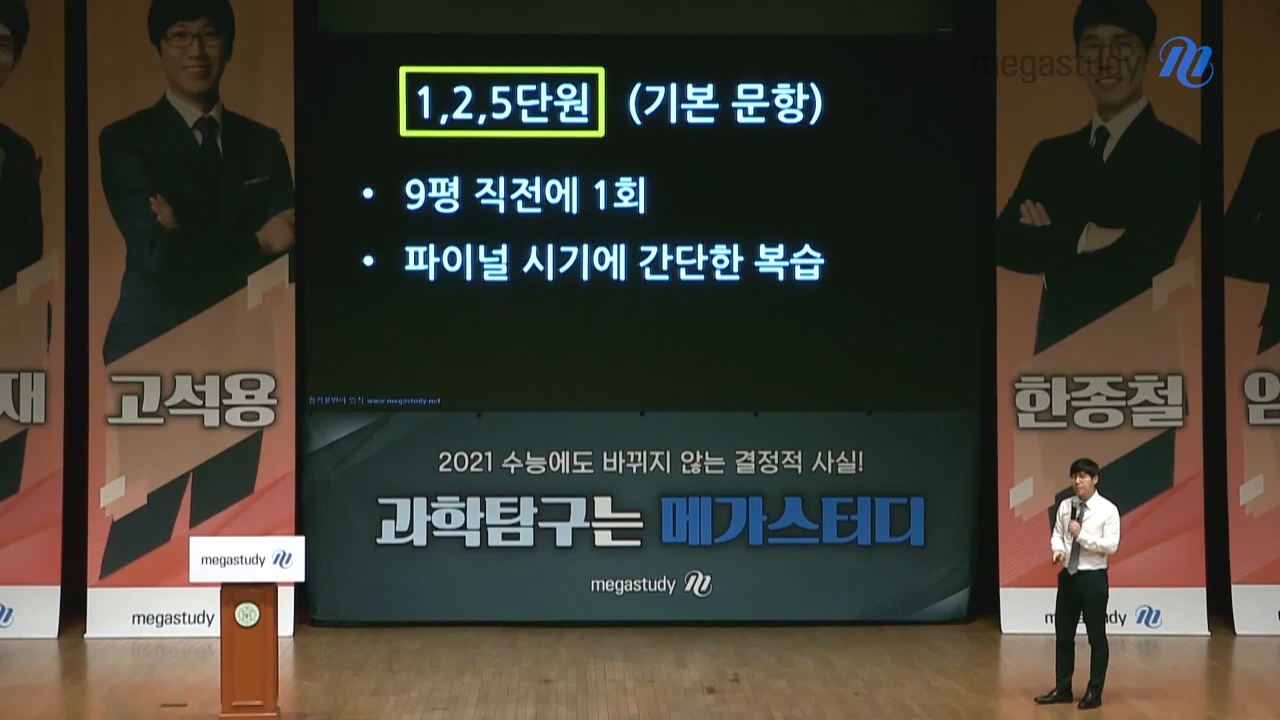 megastudy
1,2,5단원 (기본 문항)
• 9평 직전에 1회
• 파이널 시기에 간단한 복습
www.megastudy.net
재
고석용
한종철
2021 수능에도 바뀌지 않는 결정적 사실!
과학탐구는 메가스터디
megastudy
megastudy
megastudy